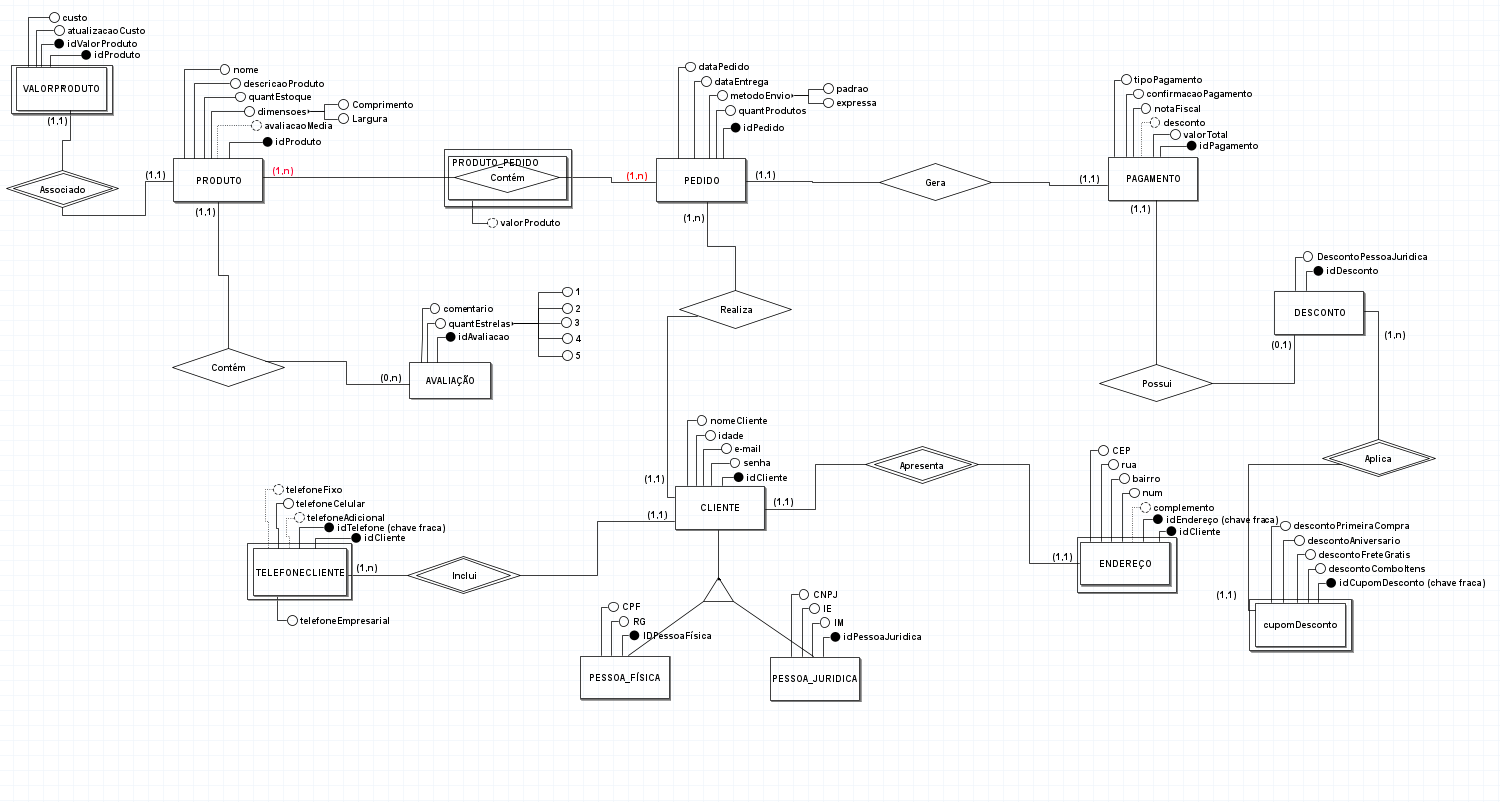 custo
atualizacaoCusto
idValorProduto
idProduto
VALORPRODUTO
(1,1)
Associado
nome
descricaoProduto
quantEstoque
dimensoes
Comprimento
Largura
avaliacaoMedia
idProduto
(1,1)
PRODUTO
(1,n)
(1,1)
PRODUTO_PEDIDO
Contém
valorProduto
(1,n)
dataPedido
dataEntrega
metodoEnvio
padrao
expressa
quantProdutos
idPedido
PEDIDO
(1,1)
(1,n)
Gera
tipoPagamento
confirmacaoPagamento
notaFiscal
desconto
valorTotal
idPagamento
(1,1)
PAGAMENTO
(1,1)
DescontoPessoaJuridica
idDesconto
DESCONTO
(0,1)
(1,n)
Possui
Aplica
Realiza
Contém
(0,n)
comentario
quantEstrelas
idAvaliacao
1
2
3
4
5
AVALIAÇÃO
nomeCliente
idade
e-mail
senha
idCliente
(1,1)
CLIENTE
(1,1)
(1,1)
Apresenta
CEP
rua
bairro
num
complemento
idEndereço (chave fraca)
idCliente
(1,1)
ENDEREÇO
telefoneFixo
telefoneCelular
telefoneAdicional
idTelefone (chave fraca)
idCliente
TELEFONECLIENTE
(1,n)
telefoneEmpresarial
Inclui
CPF
RG
IDPessoaFísica
PESSOA_FÍSICA
CNPJ
IE
IM
idPessoaJuridica
PESSOA_JURIDICA
descontoPrimeiraCompra
descontoAniversario
descontoFreteGratis
descontoComboItens
idCupomDesconto (chave fraca)
(1,1)
cupomDesconto